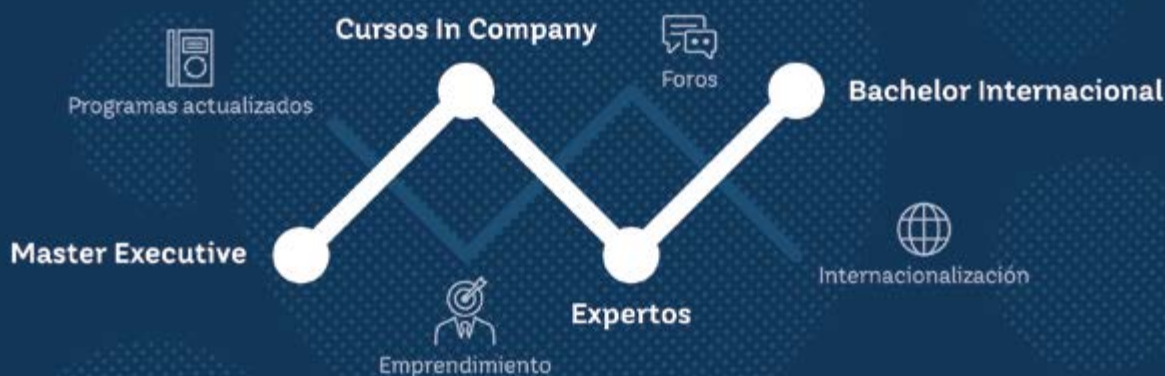 Cursos In Company
Foros
Programas actualizados
Bachelor Internacional
Master Executive
Internacionalización
Expertos
Emprendimiento